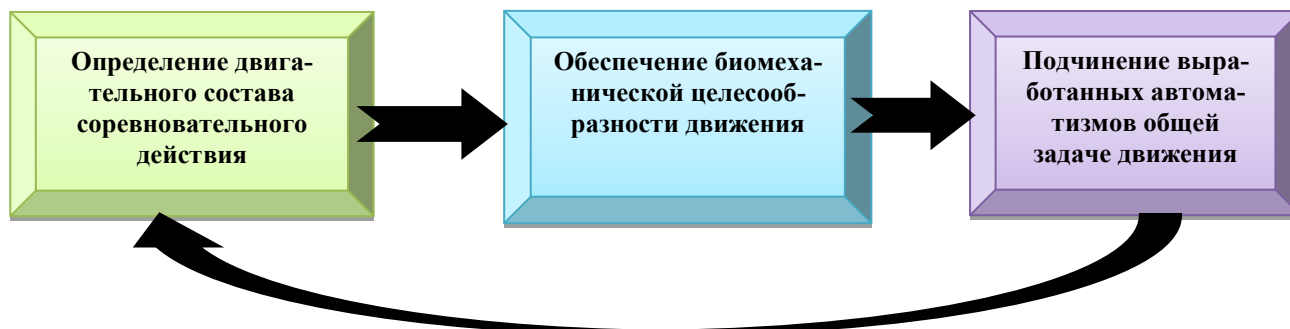 Определение двига-
тельного состава
соревновательного
действия
Обеспечение биомеха-
нической целесооб-
разности движения
Подчинение выра-
ботанных автома-
тизмов общей
задаче движения